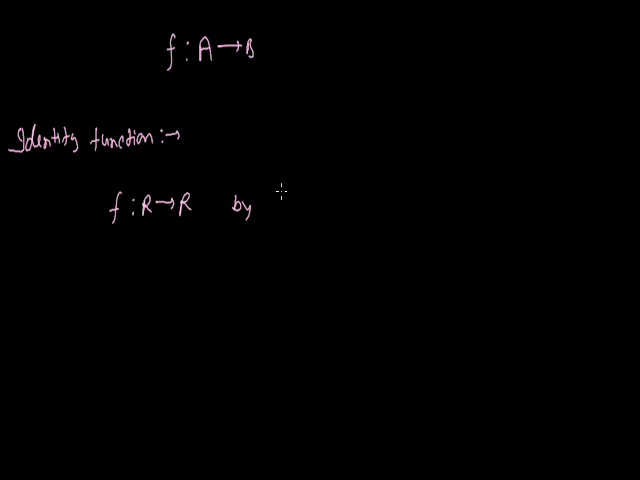 f : A → B
Identity function :→
f : R → R by